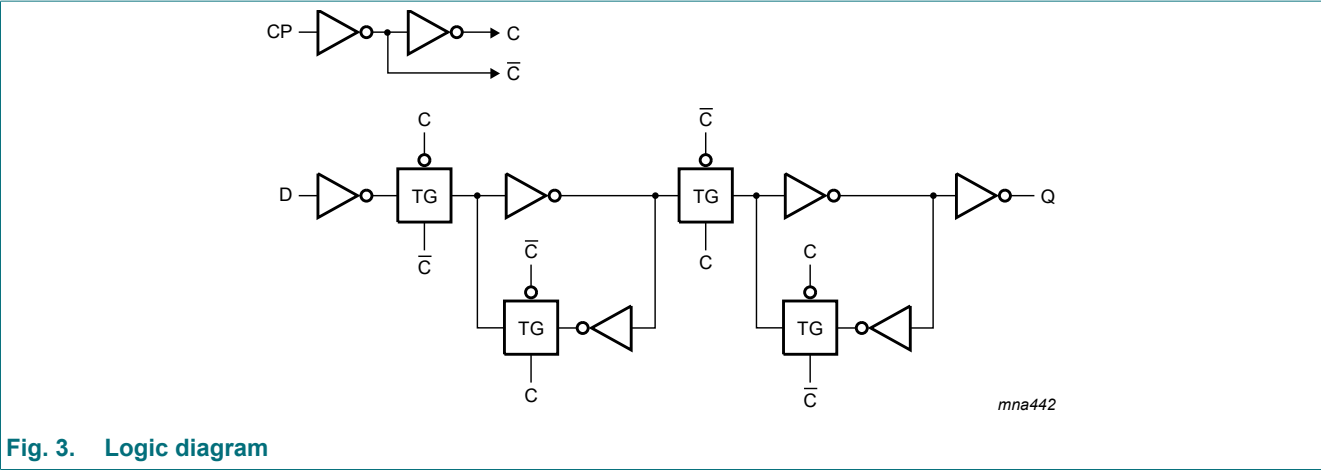 CP
C
C̅
C
C̅
D
TG
TG
Q
C̅
C̅
C
C
TG
TG
C
C̅
mna442
Fig. 3. Logic diagram